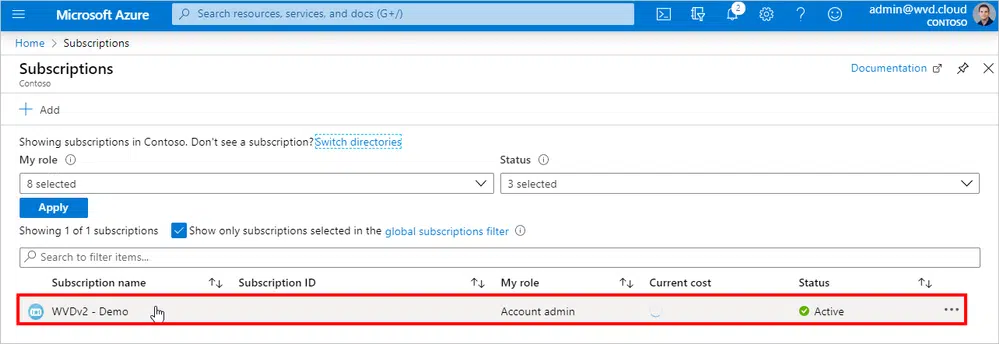 Microsoft Azure
Search resources, services, and docs (G+/)
2
admin@wvd.cloud
CONTOSO
Home > Subscriptions
Subscriptions
Contoso
Documentation
+ Add
Showing subscriptions in Contoso. Don't see a subscription? Switch directories
My role
Status
8 selected
3 selected
Apply
Showing 1 of 1 subscriptions Show only subscriptions selected in the global subscriptions filter
Search to filter items...
Subscription name Subscription ID My role Current cost Status
WVDv2 - Demo Account admin Active ...